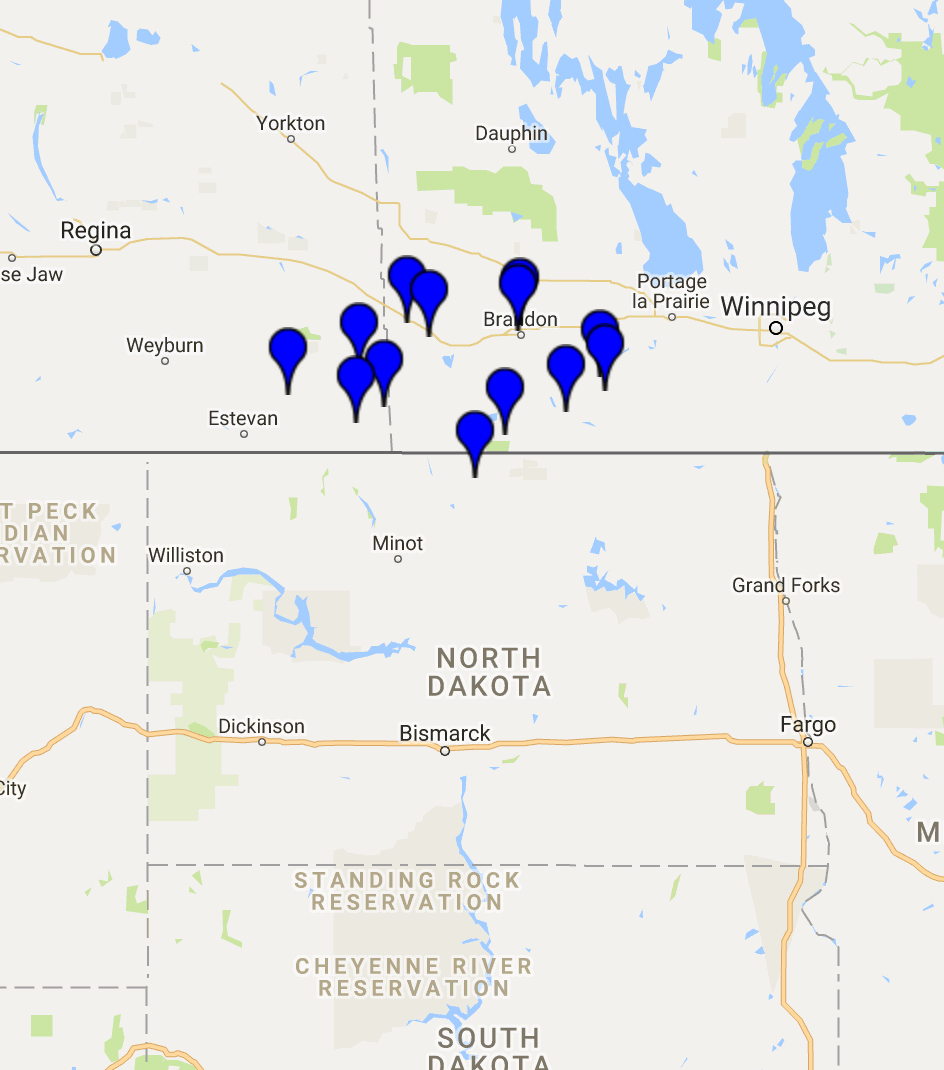 Yorkton
Dauphin
Regina
se Jaw
Portage
la Prairie
Winnipeg
Brandon
Weyburn
Estevan
T PECK
DIAN
RVATION
Williston
Minot
Grand Forks
NORTH
DAKOTA
Dickinson
Bismarck
Fargo
City
M
STANDING ROCK
RESERVATION
CHEYENNE RIVER
RESERVATION
SOUTH
DAKOTA